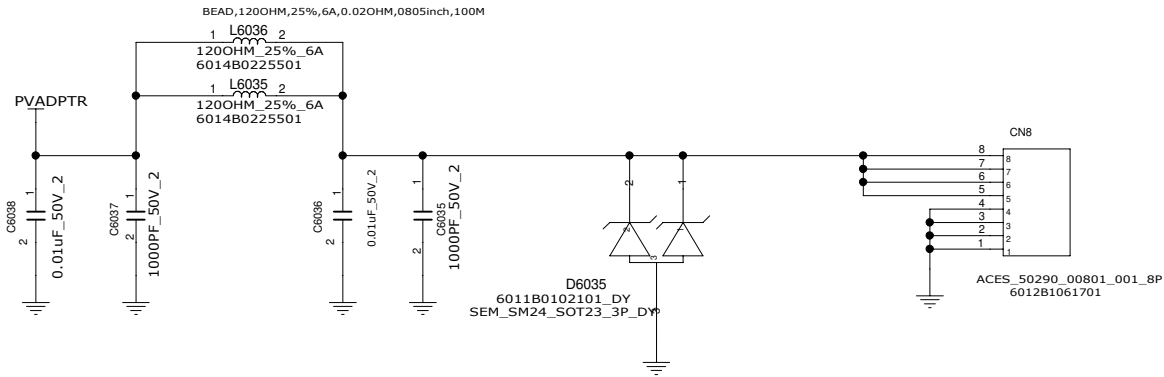 BEAD,120OHM,25%,6A,0.02OHM,0805inch,100M
1 L6036 2
120OHM_25%_6A
6014B0225501
1 L6035 2
120OHM_25%_6A
6014B0225501
PVADPTR
1
C6038
2
0.01uF_50V_2
1
C6037
2
1000PF_50V_2
1
C6036
2
0.01uF_50V_2
1
C6035
2
1000PF_50V_2
2
1
2
1
3
D6035
6011B0102101_DY
SEM_SM24_SOT23_3P_DY
3
CN8
8 8
7 7
6 6
5 5
4 4
3 3
2 2
1 1
ACES_50290_00801_001_8P
6012B1061701